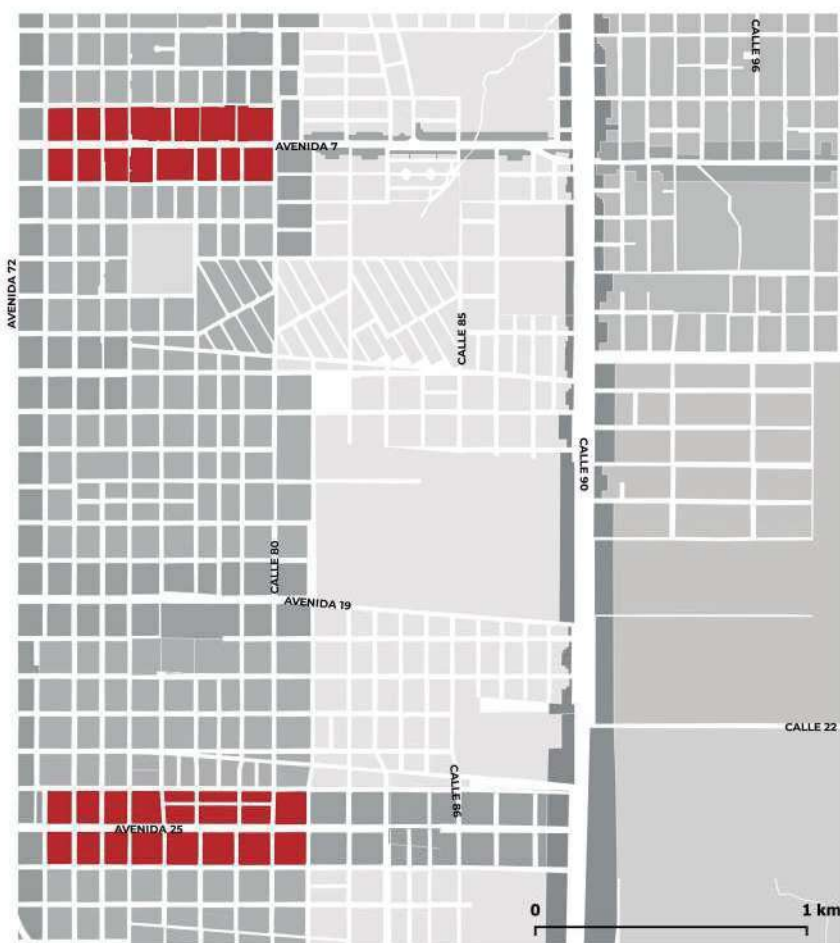 CALLE 96
AVENIDA 7
AVENIDA 72
CALLE 85
CALLE 90
CALLE 80
AVENIDA 19
CALLE 22
CALLE 86
AVENIDA 25
0
1 km